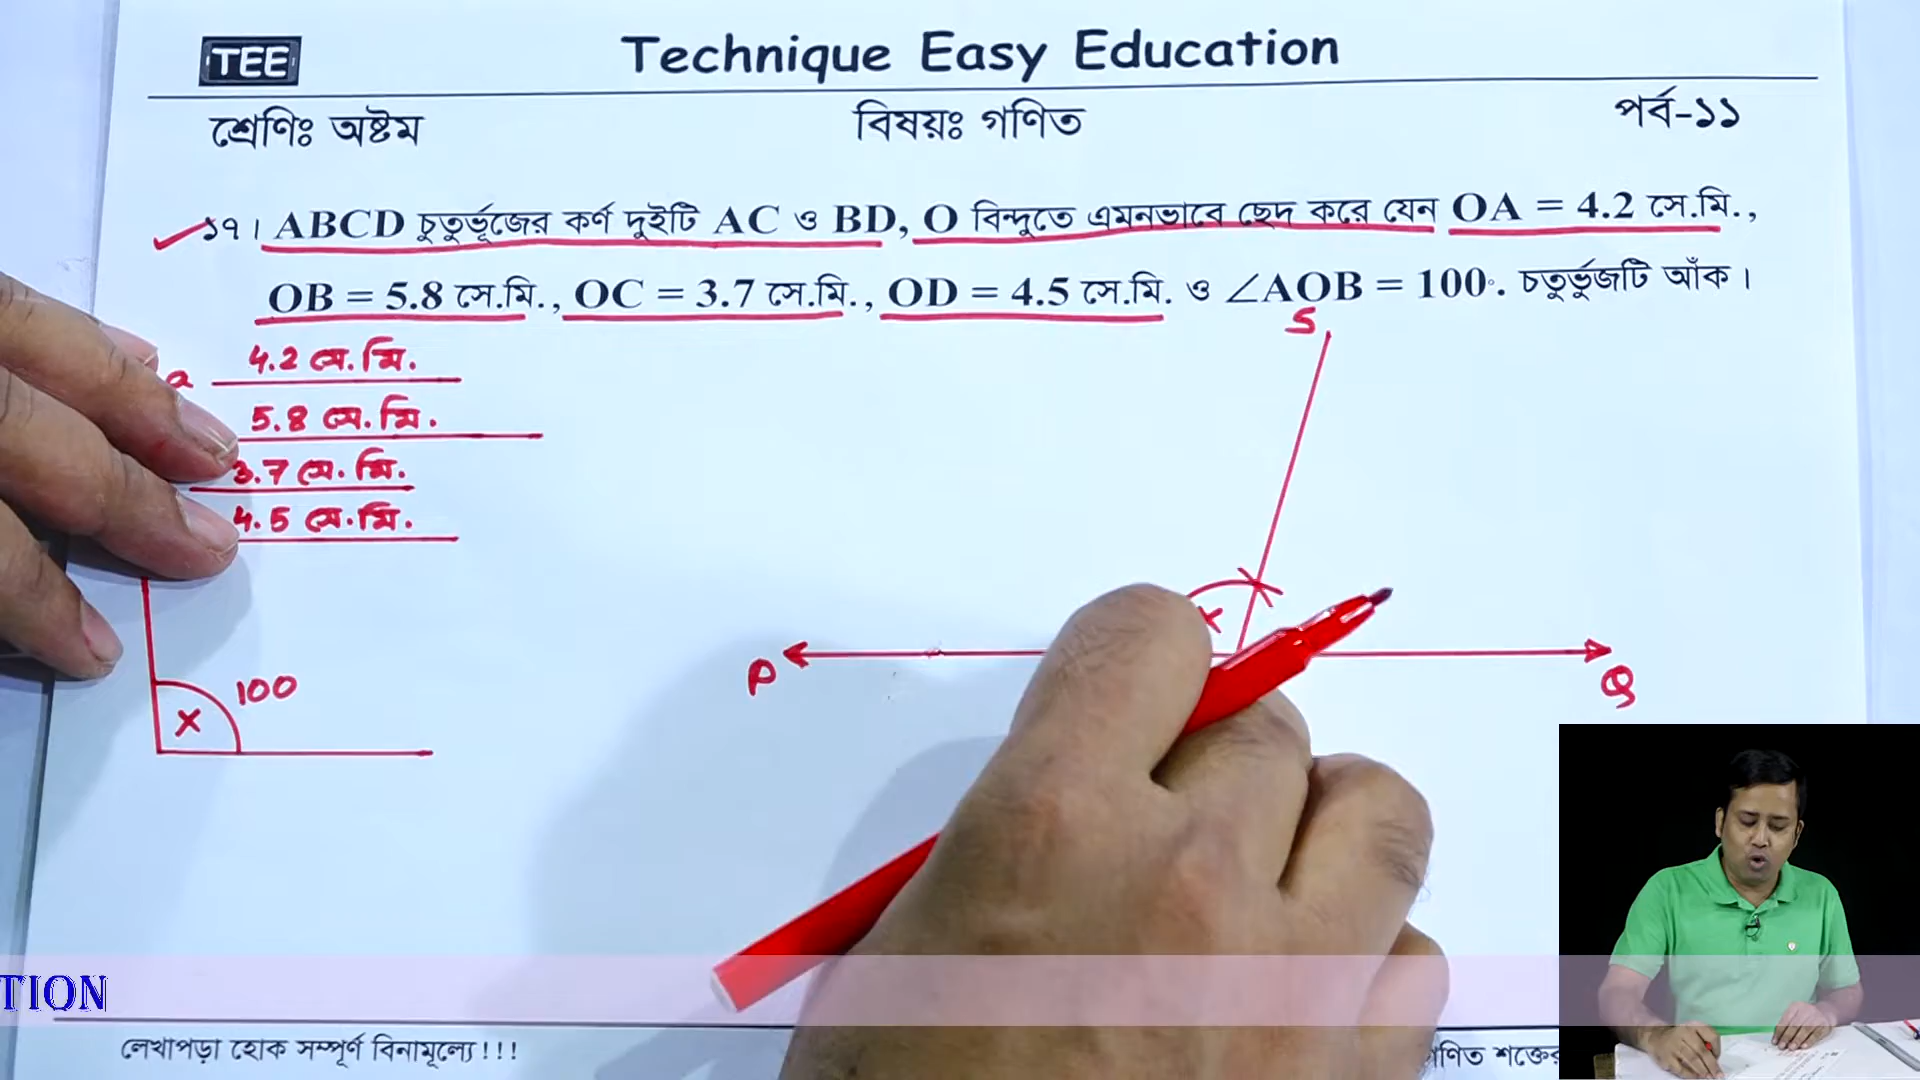 TEE
Technique Easy Education
শ্রেণিঃ অষ্টম
বিষয়ঃ গণিত
পর্ব-১১
১৭। ABCD চতুর্ভূজের কর্ণ দুইটি AC ও BD, O বিন্দুতে এমনভাবে ছেদ করে যেন OA = 4.2 সে.মি.,
OB = 5.8 সে.মি., OC = 3.7 সে.মি., OD = 4.5 সে.মি. ও ∠AOB = 100°. চতুর্ভুজটি আঁক।
a 4.2 সে. মি.
5.8 সে. মি.
3.7 সে. মি.
4.5 সে. মি.
100
x
S
x
P
Q
TION
লেখাপড়া হোক সম্পূর্ণ বিনামূল্যে!!!